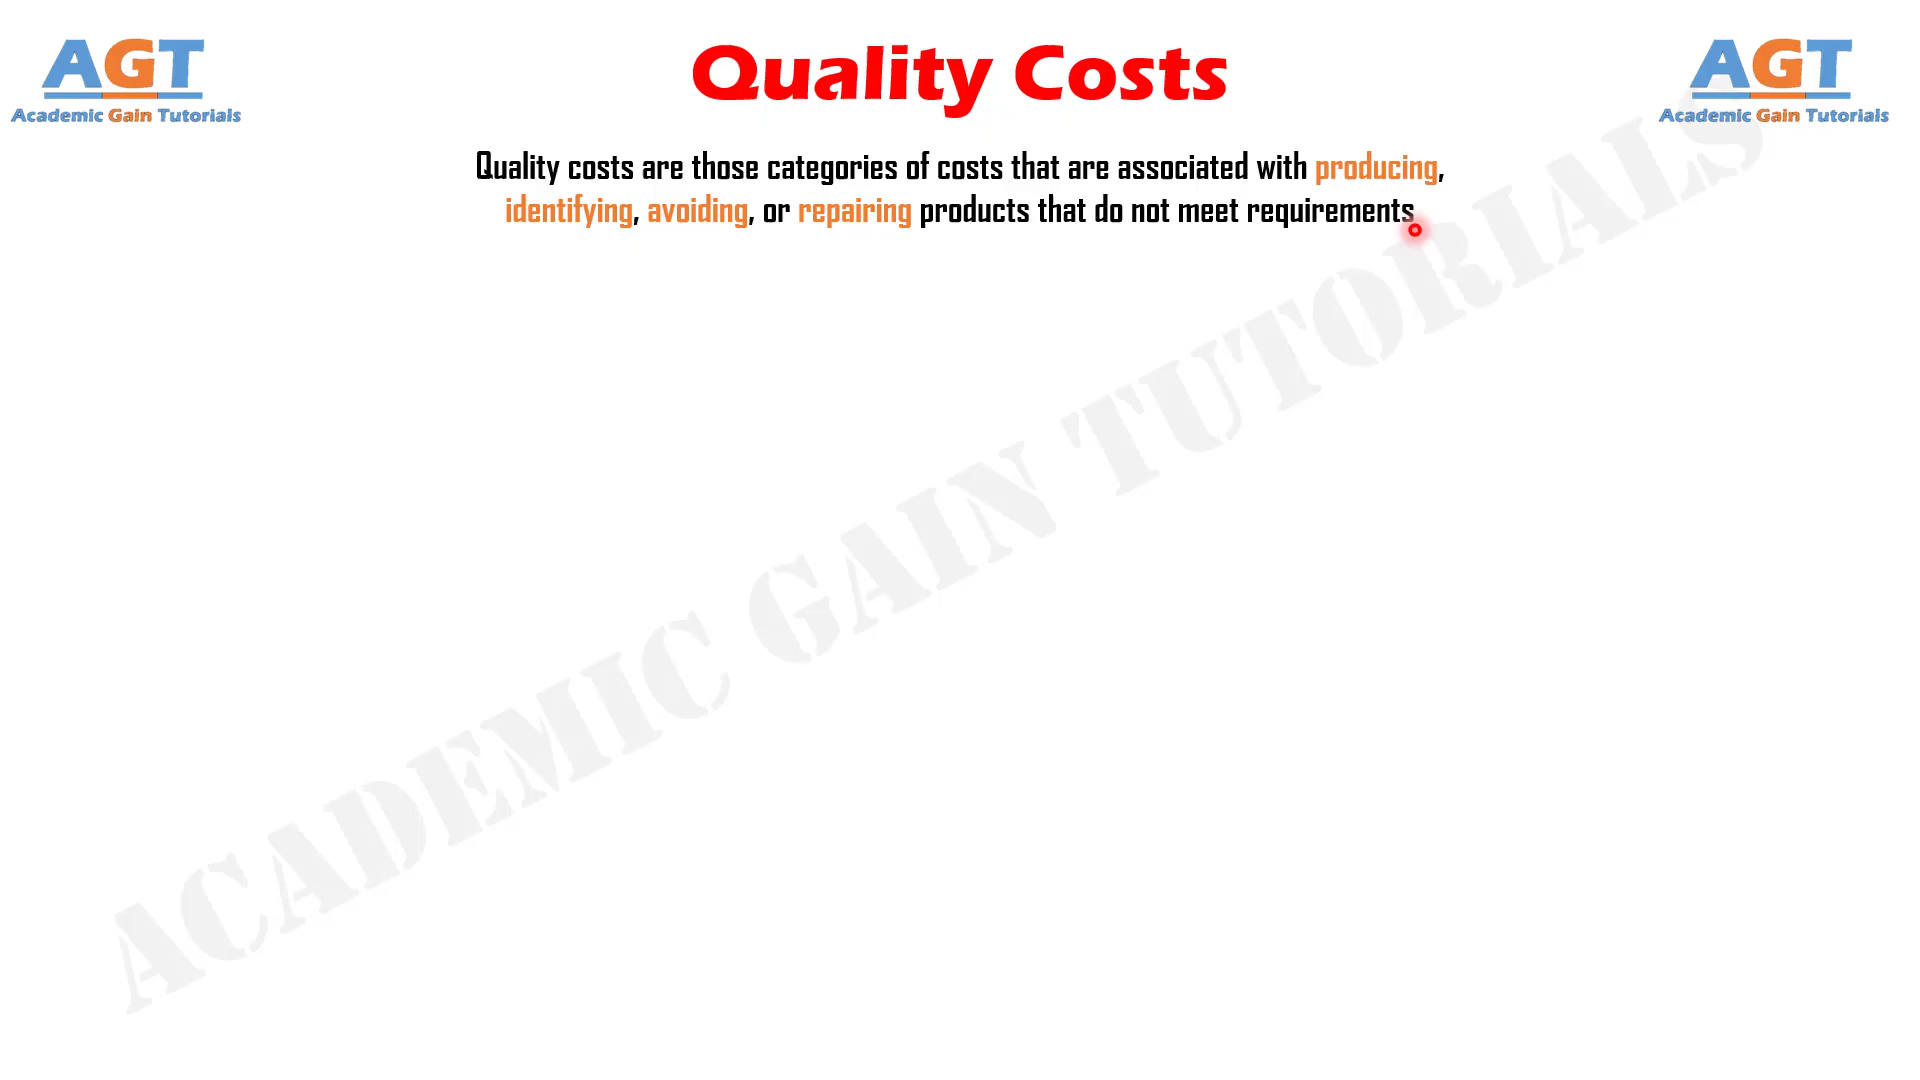 AGT
Academic Gain Tutorials
Quality Costs
AGT
Academic Gain Tutorials
Quality costs are those categories of costs that are associated with producing,
identifying, avoiding, or repairing products that do not meet requirements
ACADEMIC GAIN TUTORIALS